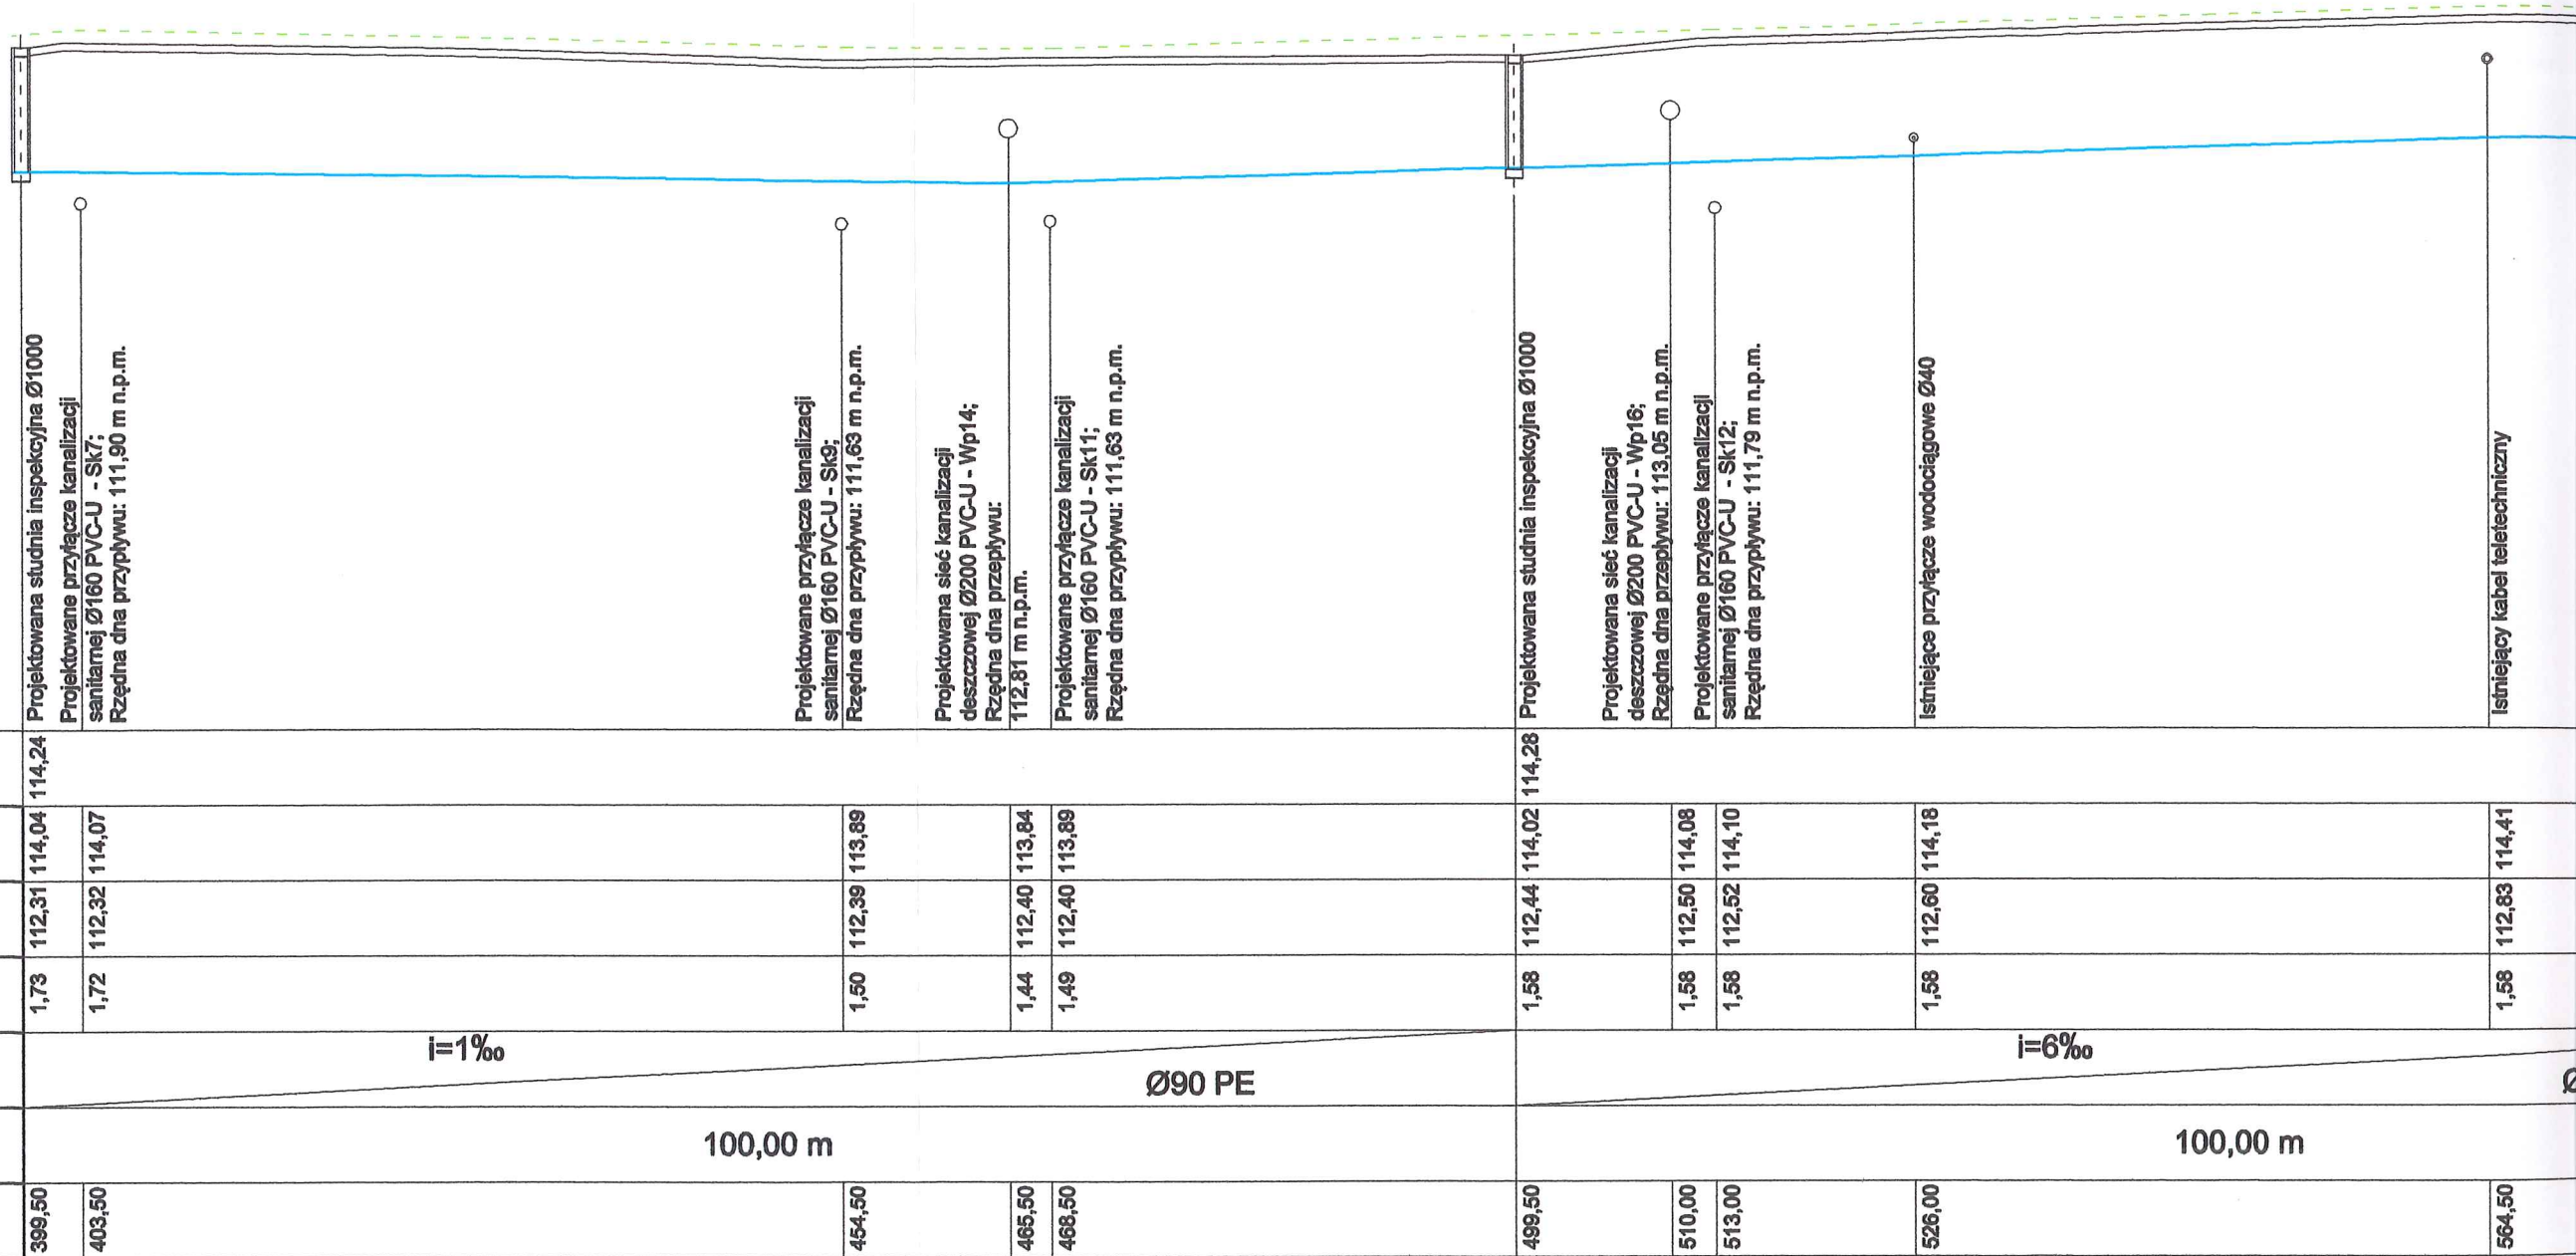 Projektowana studnia inspekcyjna Ø1000
Projektowane przyłącze kanalizacji
sanitarnej Ø160 PVC-U - Sk7;
Rzędna dna przypływu: 111,90 m n.p.m.
Projektowane przyłącze kanalizacji
sanitarnej Ø160 PVC-U - Sk9;
Rzędna dna przypływu: 111,63 m n.p.m.
Projektowana sieć kanalizacji
deszczowej Ø200 PVC-U - Wp14;
Rzędna dna przepływu:
112,81 m n.p.m.
Projektowane przyłącze kanalizacji
sanitarnej Ø160 PVC-U - Sk11;
Rzędna dna przypływu: 111,63 m n.p.m.
Projektowana studnia inspekcyjna Ø1000
Projektowana sieć kanalizacji
deszczowej Ø200 PVC-U - Wp16;
Rzędna dna przepływu: 113,05 m n.p.m.
Projektowane przyłącze kanalizacji
sanitarnej Ø160 PVC-U - Sk12;
Rzędna dna przypływu: 111,79 m n.p.m.
Istniejące przyłącze wodociągowe Ø40
Istniejący kabel teletechniczny
114,24 114,28
114,04 114,07 113,89 113,84 113,89 114,02 114,08 114,10 114,18 114,41
112,31 112,32 112,39 112,40 112,40 112,44 112,50 112,52 112,60 112,83
1,73 1,72 1,50 1,44 1,49 1,58 1,58 1,58 1,58 1,58
i=1‰ i=6‰
Ø90 PE Ø
100,00 m 100,00 m
399,50 403,50 454,50 465,50 468,50 499,50 510,00 513,00 526,00 564,50